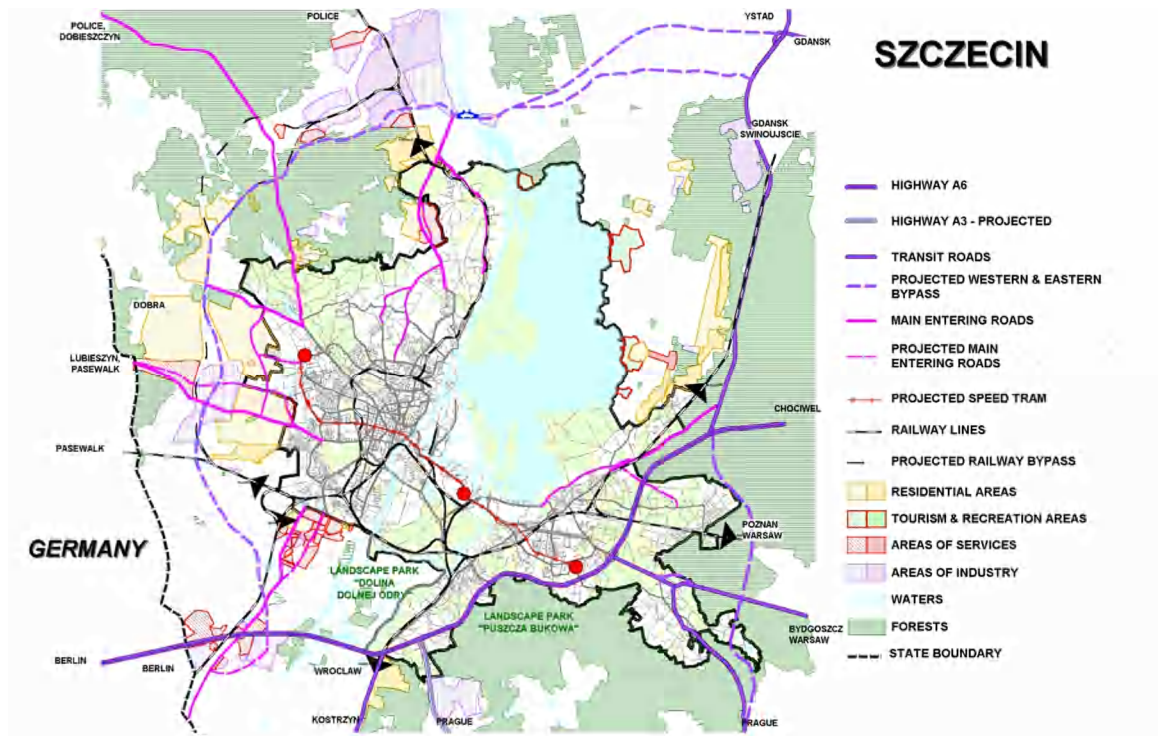 SZCZECIN
POLICE,
DOBIESZCZYN
POLICE
YSTAD
GDANSK
GDANSK
SWINOUJSCIE
DOBRA
LUBIESZYN,
PASEWALK
PASEWALK
CHOCIWEL
POZNAN
WARSAW
GERMANY
LANDSCAPE PARK
"DOLINA
DOLNEJ ODRY
LANDSCAPE PARK
"PUSZCZA BUKOWA"
BYDGOSZCZ
WARSAW
BERLIN
BERLIN
WROCLAW
KOSTRZYN
PRAGUE
PRAGUE
HIGHWAY A6
HIGHWAY A3 - PROJECTED
TRANSIT ROADS
PROJECTED WESTERN & EASTERN
BYPASS
MAIN ENTERING ROADS
PROJECTED MAIN
ENTERING ROADS
PROJECTED SPEED TRAM
RAILWAY LINES
PROJECTED RAILWAY BYPASS
RESIDENTIAL AREAS
TOURISM & RECREATION AREAS
AREAS OF SERVICES
AREAS OF INDUSTRY
WATERS
FORESTS
STATE BOUNDARY